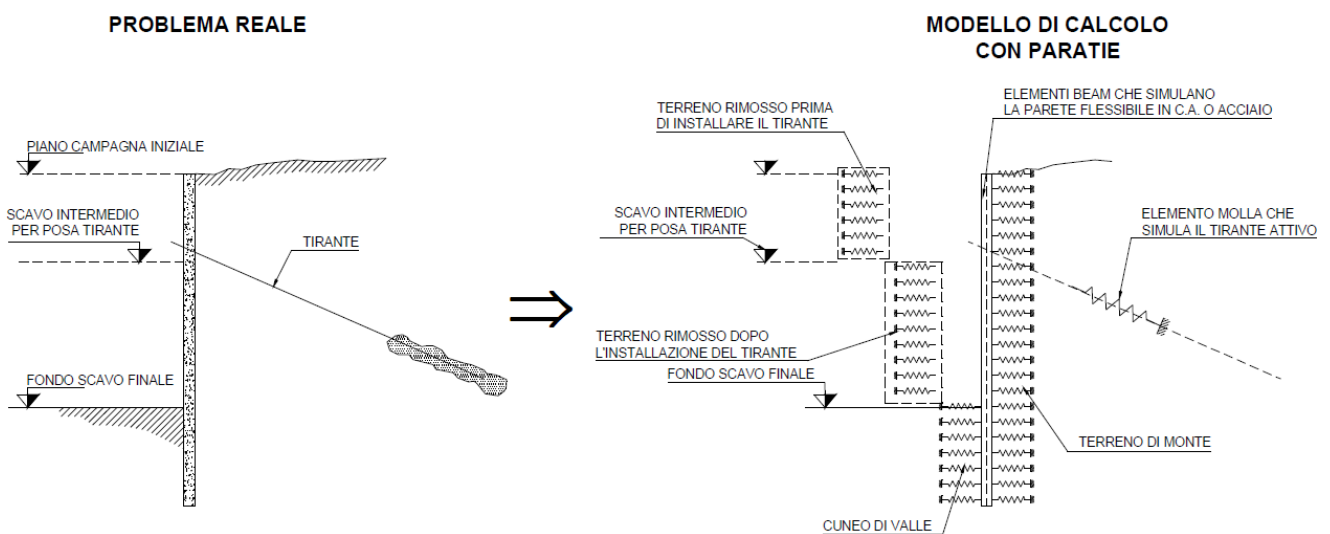 PROBLEMA REALE
PIANO CAMPAGNA INIZIALE
SCAVO INTERMEDIO
PER POSA TIRANTE
TIRANTE
FONDO SCAVO FINALE
MODELLO DI CALCOLO
CON PARATIE
TERRENO RIMOSSO PRIMA
DI INSTALLARE IL TIRANTE
ELEMENTI BEAM CHE SIMULANO
LA PARETE FLESSIBILE IN C.A. O ACCIAIO
SCAVO INTERMEDIO
PER POSA TIRANTE
ELEMENTO MOLLA CHE
SIMULA IL TIRANTE ATTIVO
TERRENO RIMOSSO DOPO
L'INSTALLAZIONE DEL TIRANTE
FONDO SCAVO FINALE
TERRENO DI MONTE
CUNEO DI VALLE